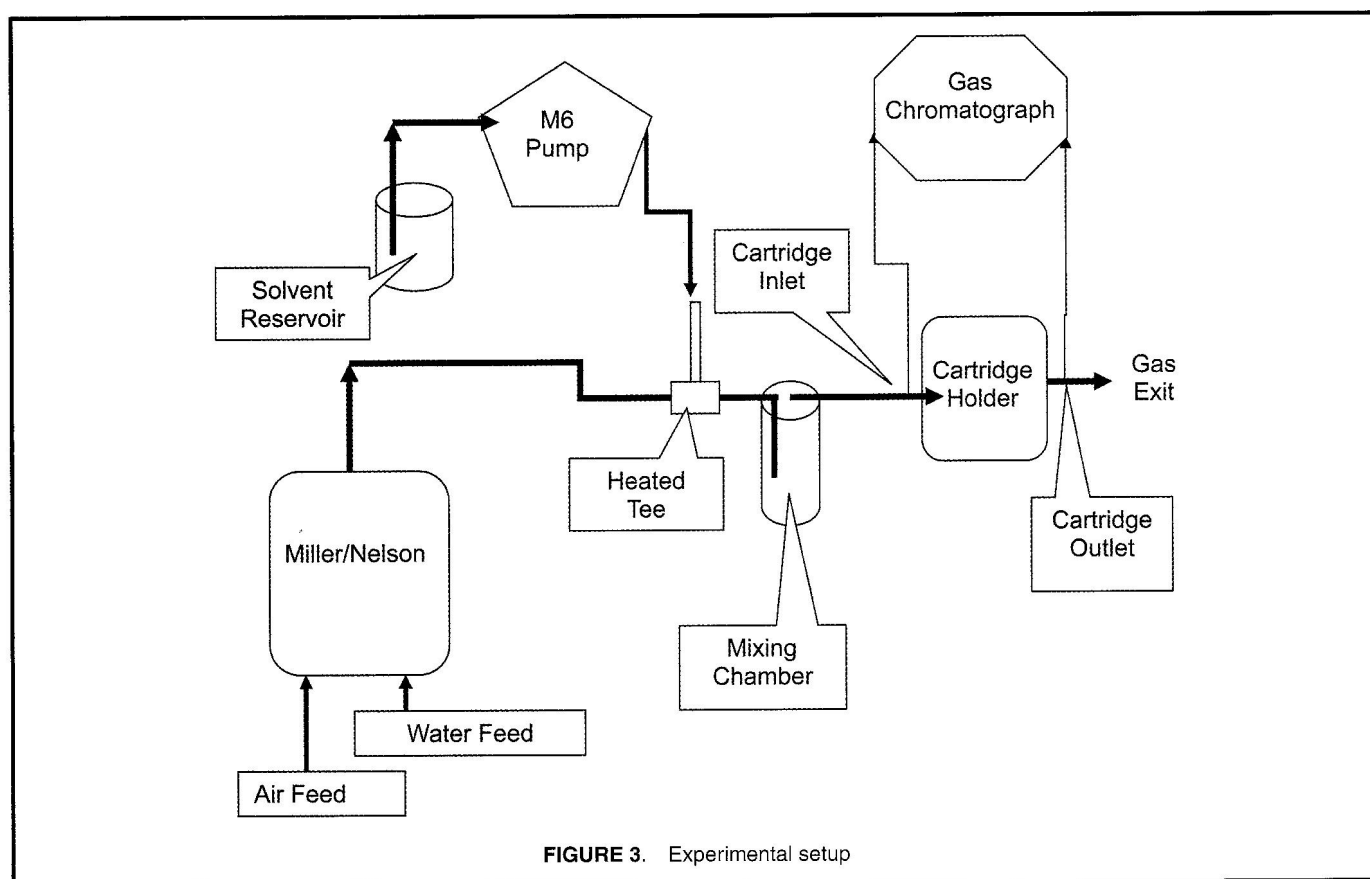 Gas
Chromatograph
M6
Pump
Cartridge
Inlet
Solvent
Reservoir
Cartridge
Holder
Gas
Exit
Heated
Tee
Cartridge
Outlet
Miller/Nelson
Mixing
Chamber
Water Feed
Air Feed
FIGURE 3. Experimental setup